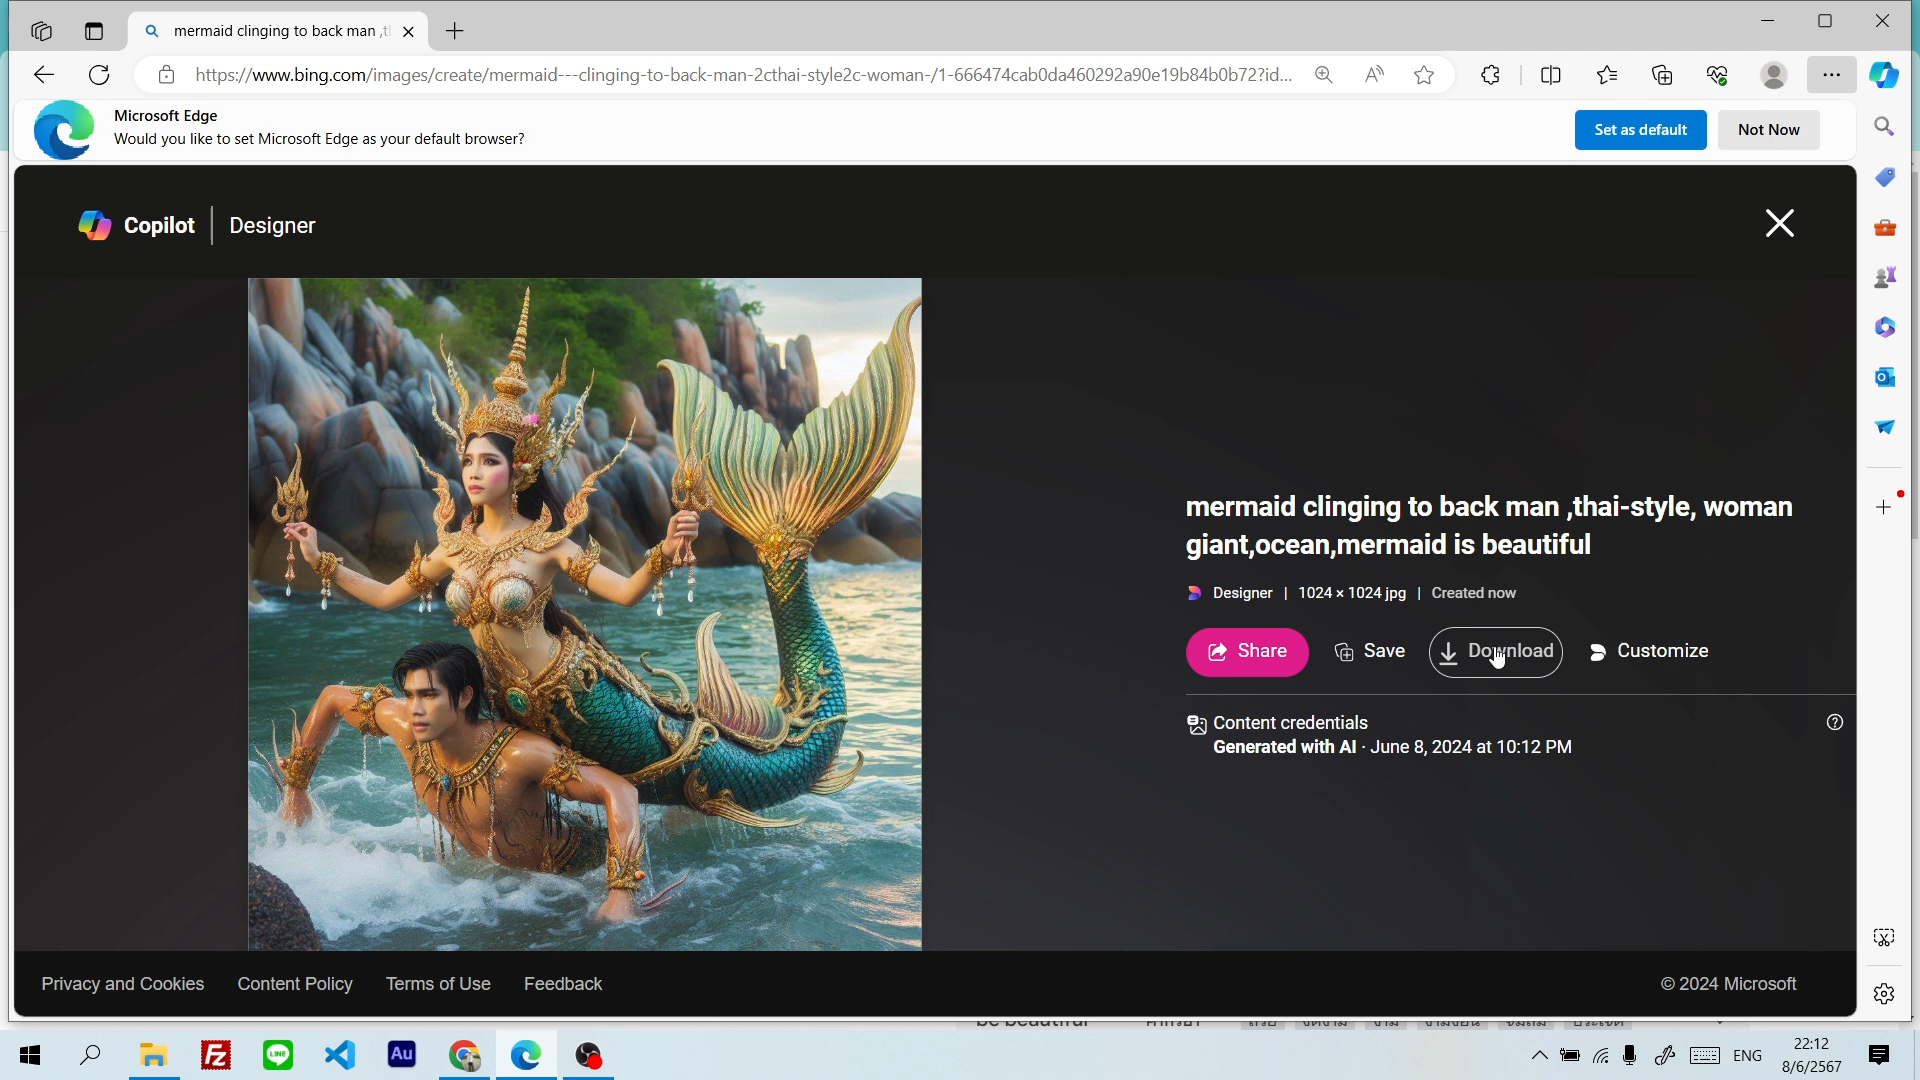 mermaid clinging to back man ,t
https://www.bing.com/images/create/mermaid---clinging-to-back-man-2cthai-style2c-woman-/1-666474cab0da460292a90e19b84b0b72?id...
Microsoft Edge
Would you like to set Microsoft Edge as your default browser?
Set as default
Not Now
Copilot
Designer
mermaid clinging to back man ,thai-style, woman
giant,ocean,mermaid is beautiful
Designer | 1024 × 1024 jpg | Created now
Share
Save
Download
Customize
Content credentials
Generated with AI · June 8, 2024 at 10:12 PM
Privacy and Cookies
Content Policy
Terms of Use
Feedback
© 2024 Microsoft
be beautiful
Au
LINE
ENG
22:12
8/6/2567